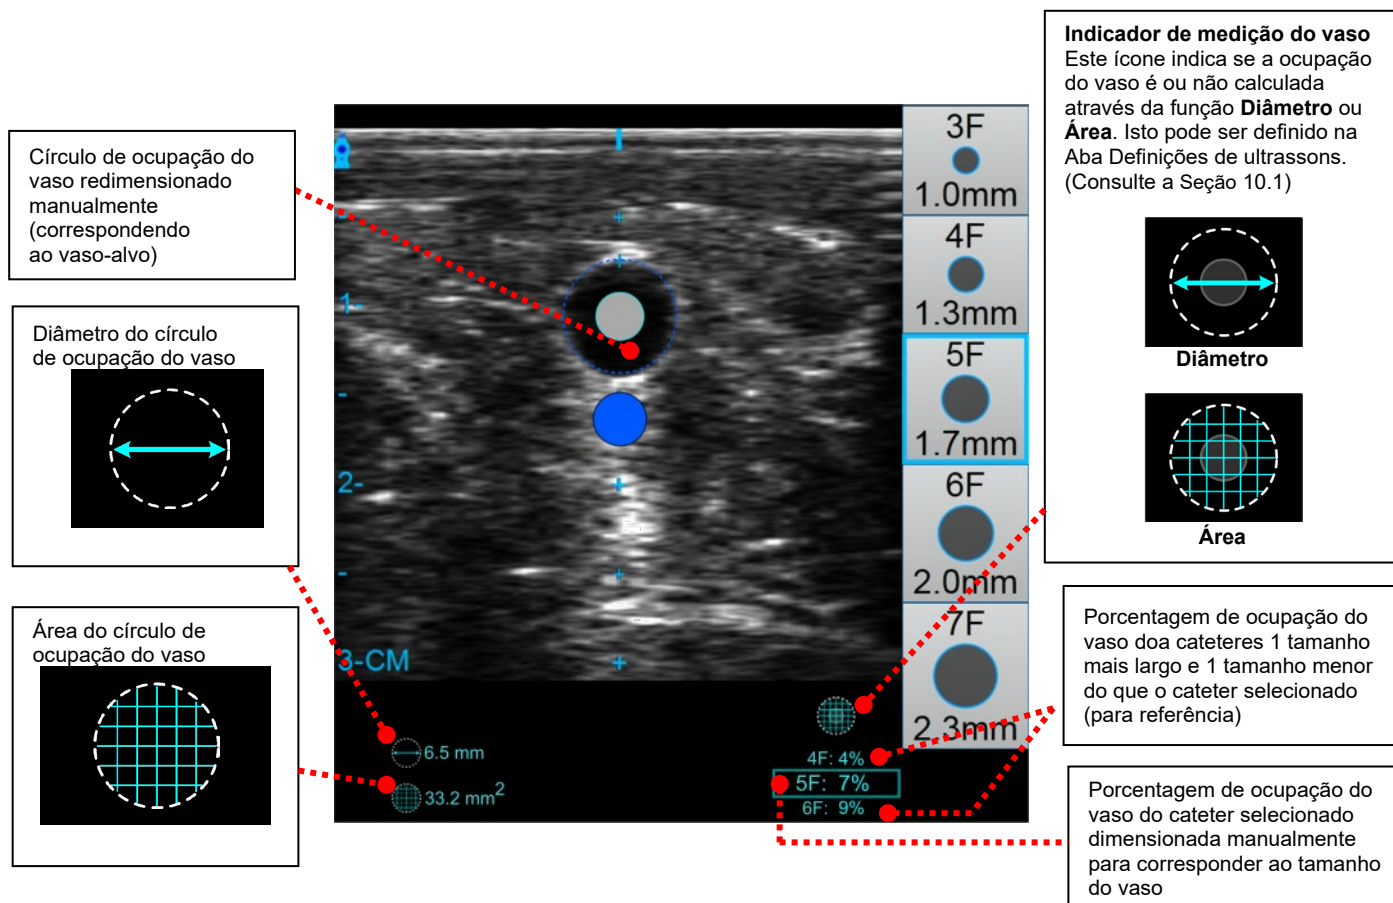 Círculo de ocupação do
vaso redimensionado
manualmente
(correspondendo
ao vaso-alvo)
Diâmetro do círculo
de ocupação do vaso
Área do círculo de
ocupação do vaso
1-
2-
3-CM
6.5 mm
33.2 mm²
3F
1.0mm
4F
1.3mm
5F
1.7mm
6F
2.0mm
7F
2.3mm
4F: 4%
5F: 7%
6F: 9%
Indicador de medição do vaso
Este ícone indica se a ocupação
do vaso é ou não calculada
através da função Diâmetro ou
Área. Isto pode ser definido na
Aba Definições de ultrassons.
(Consulte a Seção 10.1)
Diâmetro
Área
Porcentagem de ocupação do
vaso doa cateteres 1 tamanho
mais largo e 1 tamanho menor
do que o cateter selecionado
(para referência)
Porcentagem de ocupação do
vaso do cateter selecionado
dimensionada manualmente
para corresponder ao tamanho
do vaso